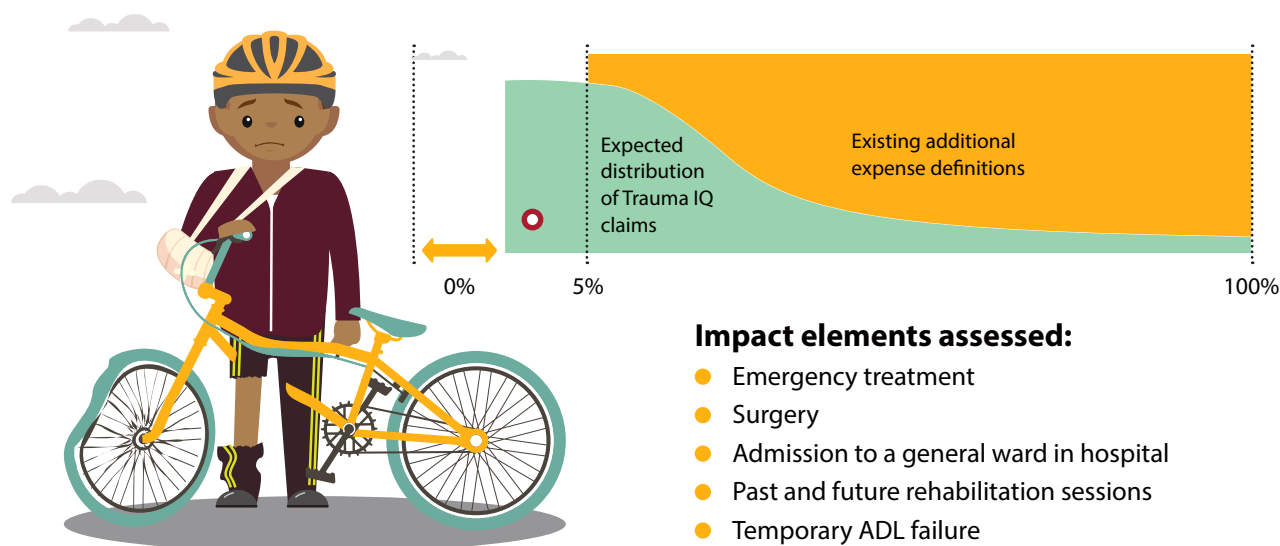 Expected
distribution
of Trauma IQ
claims
Existing additional
expense definitions
0%
5%
100%
Impact elements assessed:
Emergency treatment
Surgery
Admission to a general ward in hospital
Past and future rehabilitation sessions
Temporary ADL failure